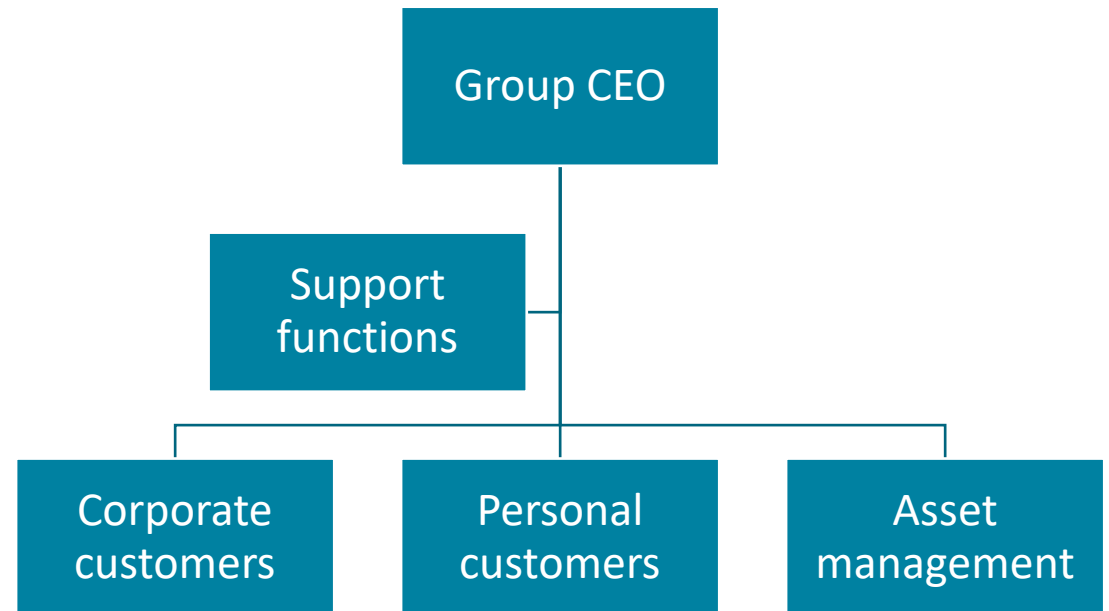 Group CEO
Support
functions
Corporate
customers
Personal
customers
Asset
management